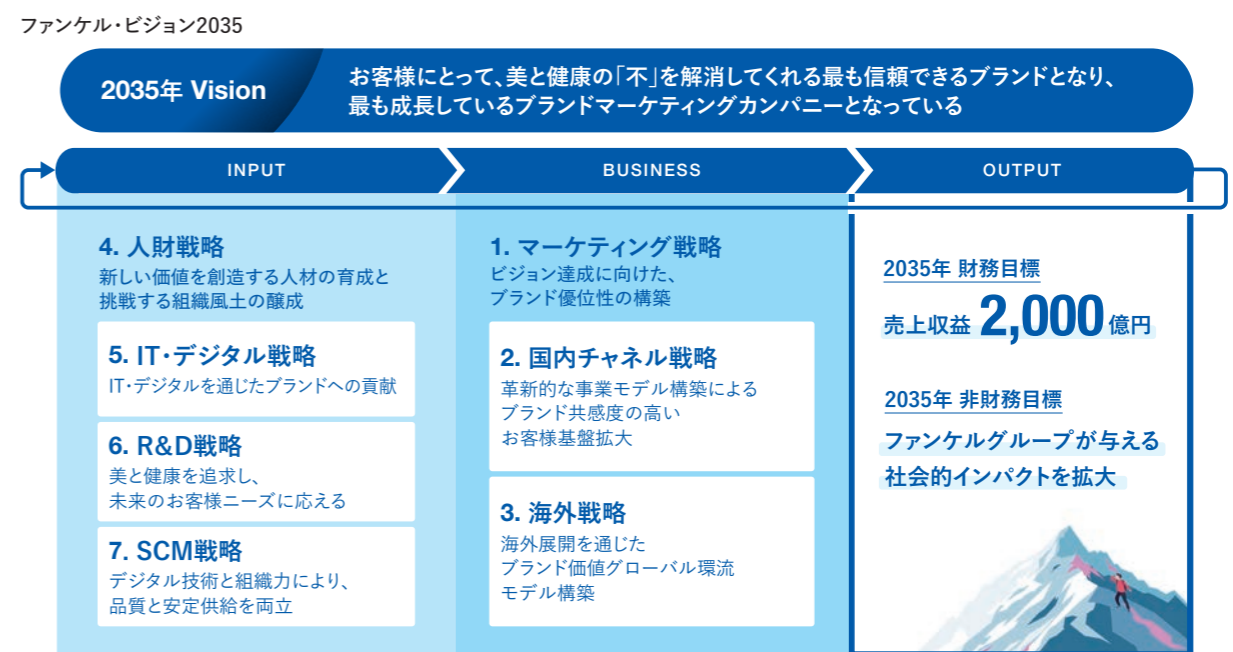 ファンケル・ビジョン2035
2035年 Vision
お客様にとって、美と健康の「不」を解消してくれる最も信頼できるブランドとなり、
最も成長しているブランドマーケティングカンパニーとなっている
INPUT
BUSINESS
OUTPUT
4. 人財戦略
新しい価値を創造する人材の育成と
挑戦する組織風土の醸成
5. IT・デジタル戦略
IT・デジタルを通じたブランドへの貢献
6. R&D戦略
美と健康を追求し、
未来のお客様ニーズに応える
7. SCM戦略
デジタル技術と組織力により、
品質と安定供給を両立
1. マーケティング戦略
ビジョン達成に向けた、
ブランド優位性の構築
2. 国内チャネル戦略
革新的な事業モデル構築による
ブランド共感度の高い
お客様基盤拡大
3. 海外戦略
海外展開を通じた
ブランド価値グローバル環流
モデル構築
2035年 財務目標
売上収益 2,000億円
2035年 非財務目標
ファンケルグループが与える
社会的インパクトを拡大